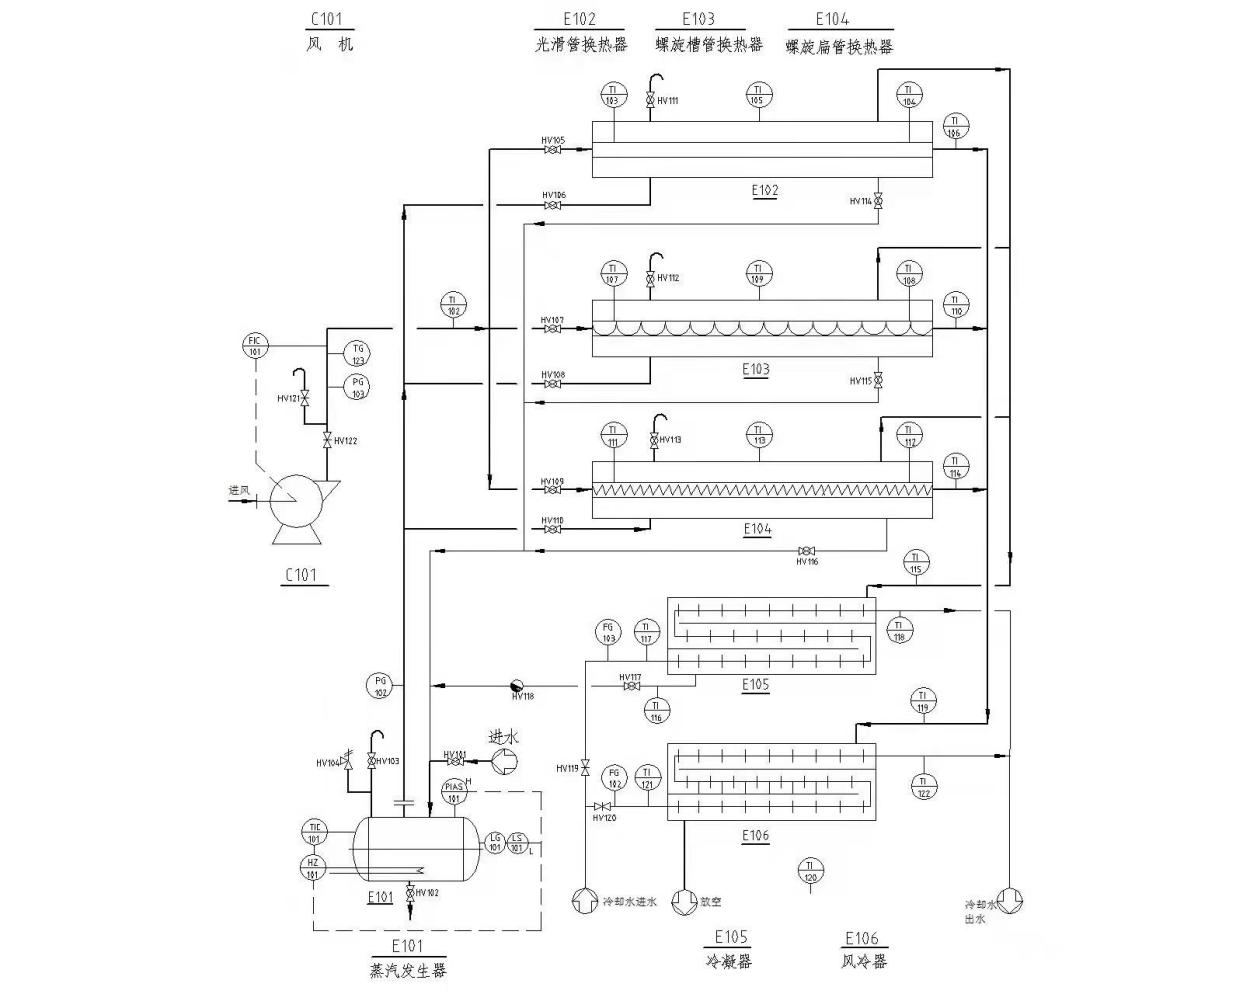 C101
风 机
E102
光滑管换热器
E103
螺旋槽管换热器
E104
螺旋扁管换热器
HV111
TI
103
TI
105
TI
104
TI
106
HV105
HV106
E102
HV114
HV112
TI
107
TI
109
TI
108
TI
110
TI
102
HV107
HV108
E103
HV115
FIC
101
TG
123
PG
103
HV121
HV122
进风
C101
HV113
TI
111
TI
113
TI
112
TI
114
HV109
HV110
E104
HV116
TI
115
FG
103
TI
117
TI
118
HV117
E105
HV118
TI
116
PG
102
TI
119
进水
HV101
HV104
HV103
PIAS
101
H
HV119
FG
102
TI
121
HV120
TI
122
E106
TIC
101
HZ
101
LG
101
LS
101
L
E101
HV102
TI
120
冷却水进水
放空
冷却水
出水
E101
蒸汽发生器
E105
冷凝器
E106
风冷器